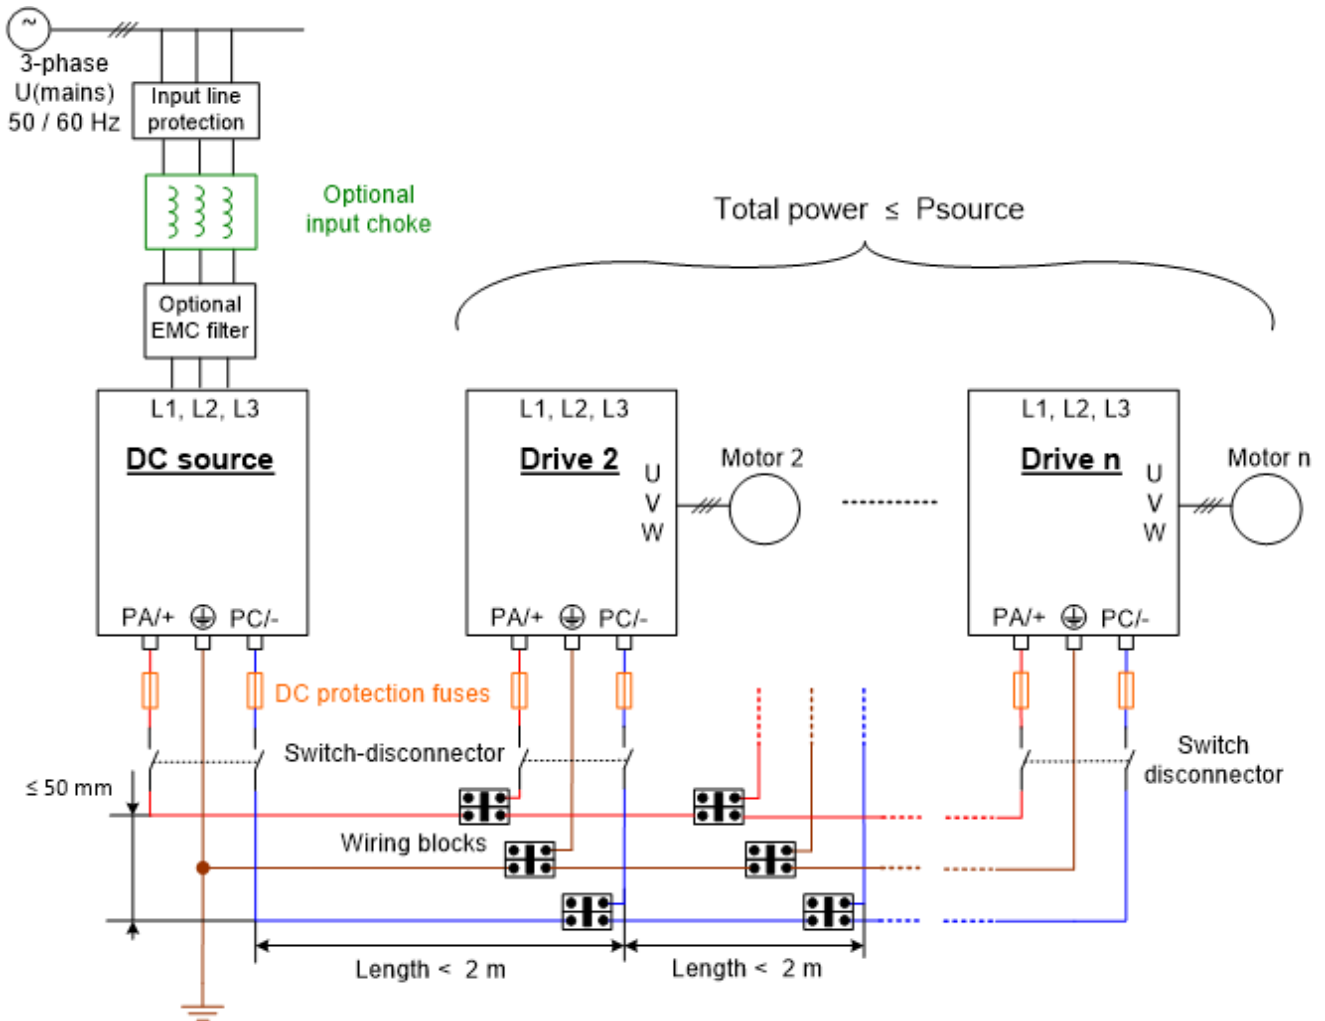 ~
3-phase
U(mains)
50 / 60 Hz
Input line
protection
Optional
input choke
Total power ≤ Psource
Optional
EMC filter
L1, L2, L3
DC source
PA/+
PC/-
L1, L2, L3
Drive 2
U
V
W
Motor 2
PA/+
PC/-
L1, L2, L3
Drive n
U
V
W
Motor n
PA/+
PC/-
DC protection fuses
Switch-disconnector
Switch
disconnector
≤ 50 mm
Wiring blocks
Length < 2 m
Length < 2 m